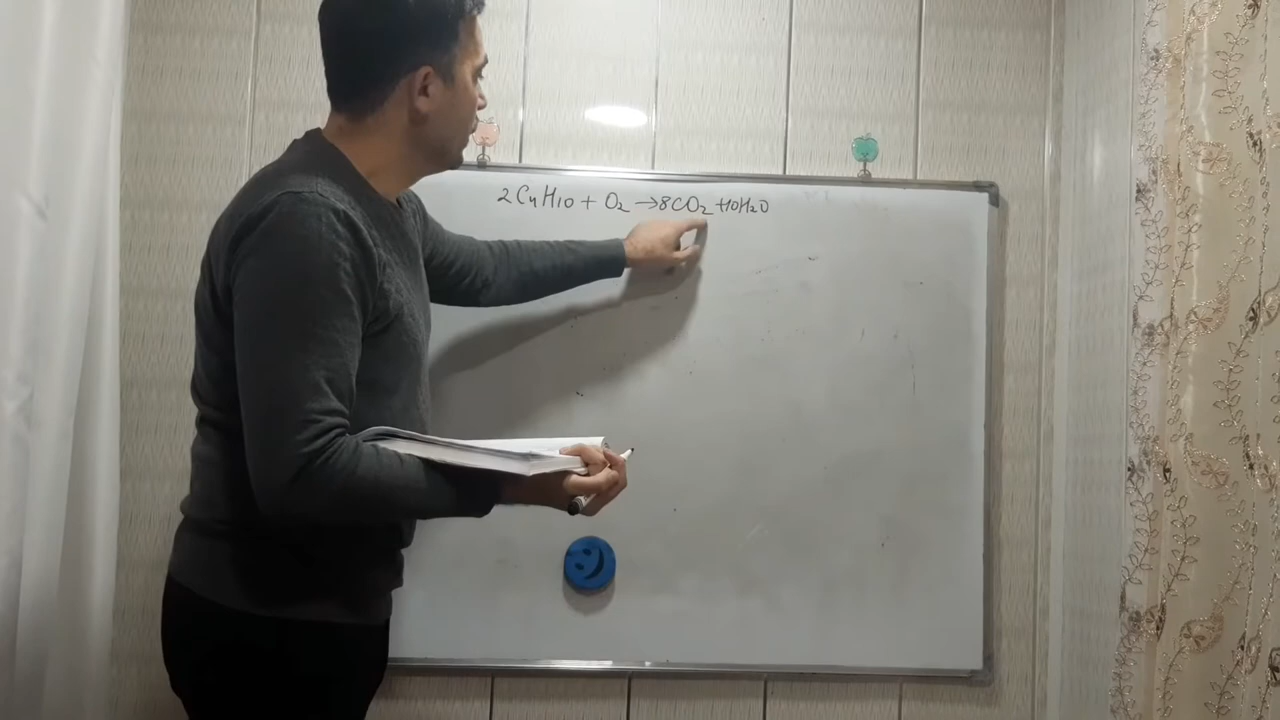 2C₄H₁₀ + O₂ → 8CO₂ + 10H₂O